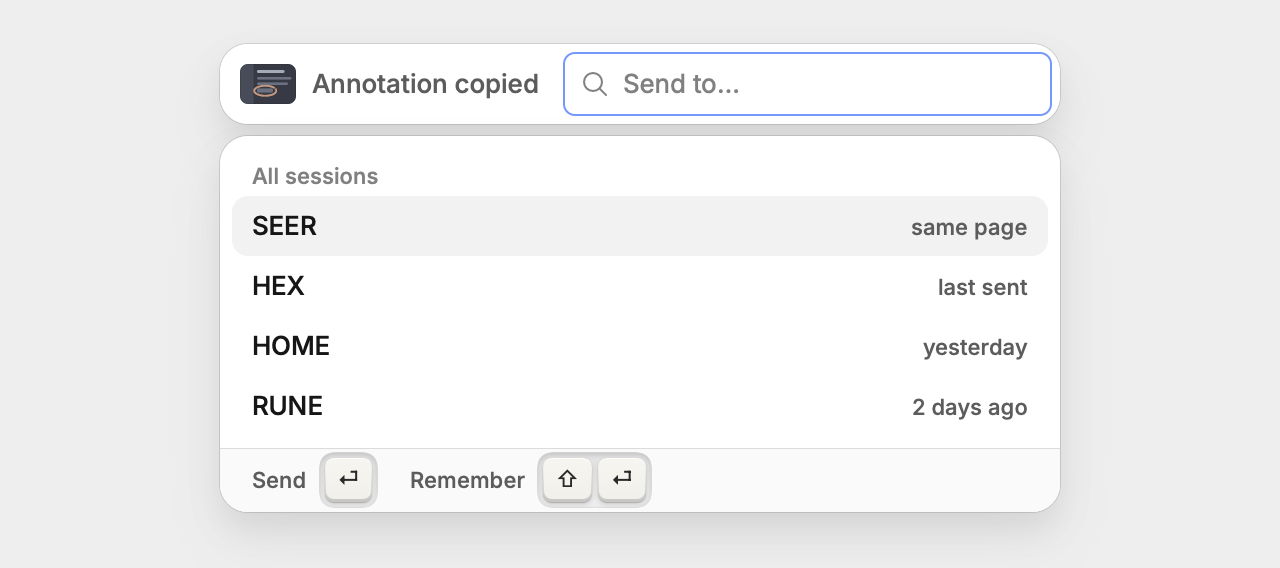 Annotation copied
Send to...
All sessions
SEER same page
HEX last sent
HOME yesterday
RUNE 2 days ago
Send ↵ Remember ⇧ ↵